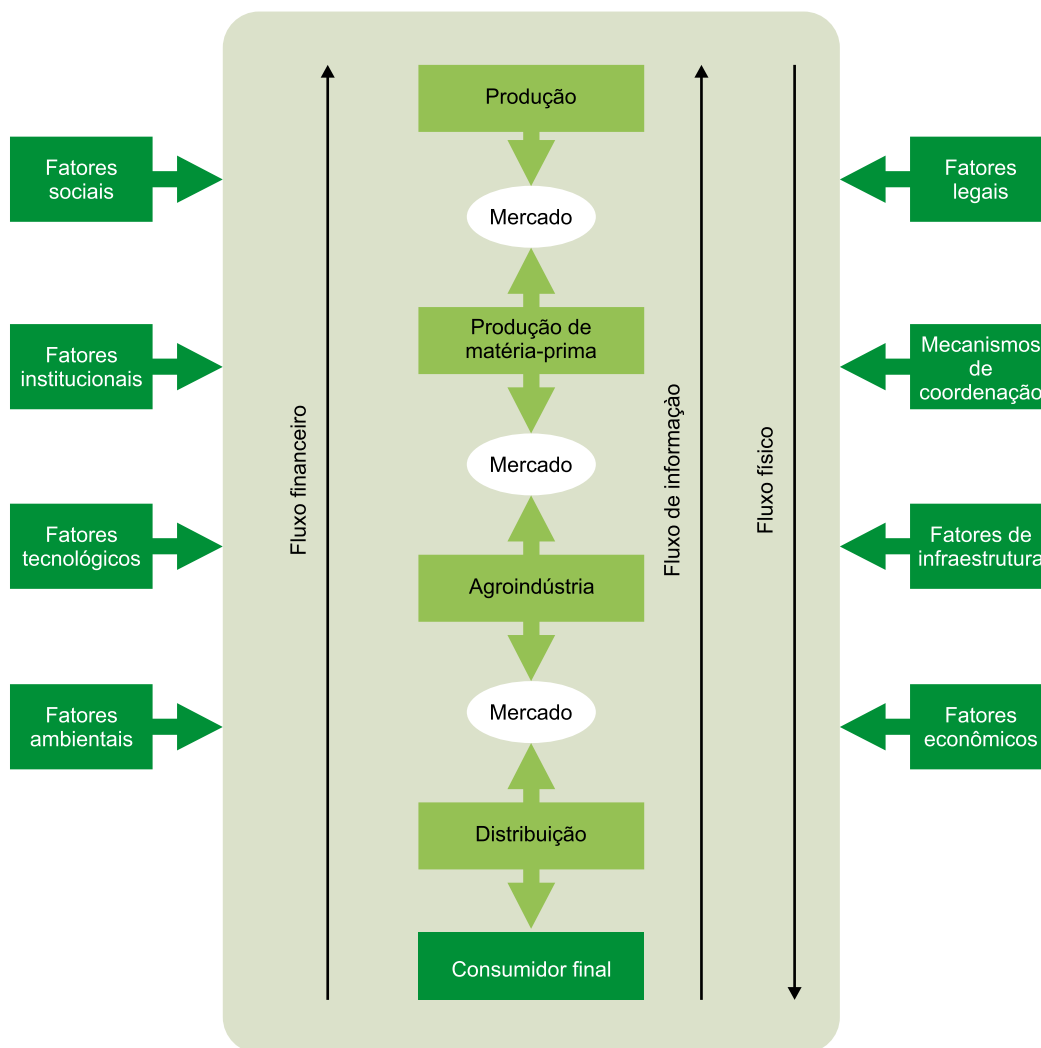 Produção
Fatores
sociais
Fatores
legais
Mercado
Produção de
matéria-prima
Fatores
institucionais
Mecanismos
de
coordenação
Fluxo financeiro
Fluxo de informação
Fluxo físico
Mercado
Fatores
tecnológicos
Fatores de
infraestrutura
Agroindústria
Mercado
Fatores
ambientais
Fatores
econômicos
Distribuição
Consumidor final